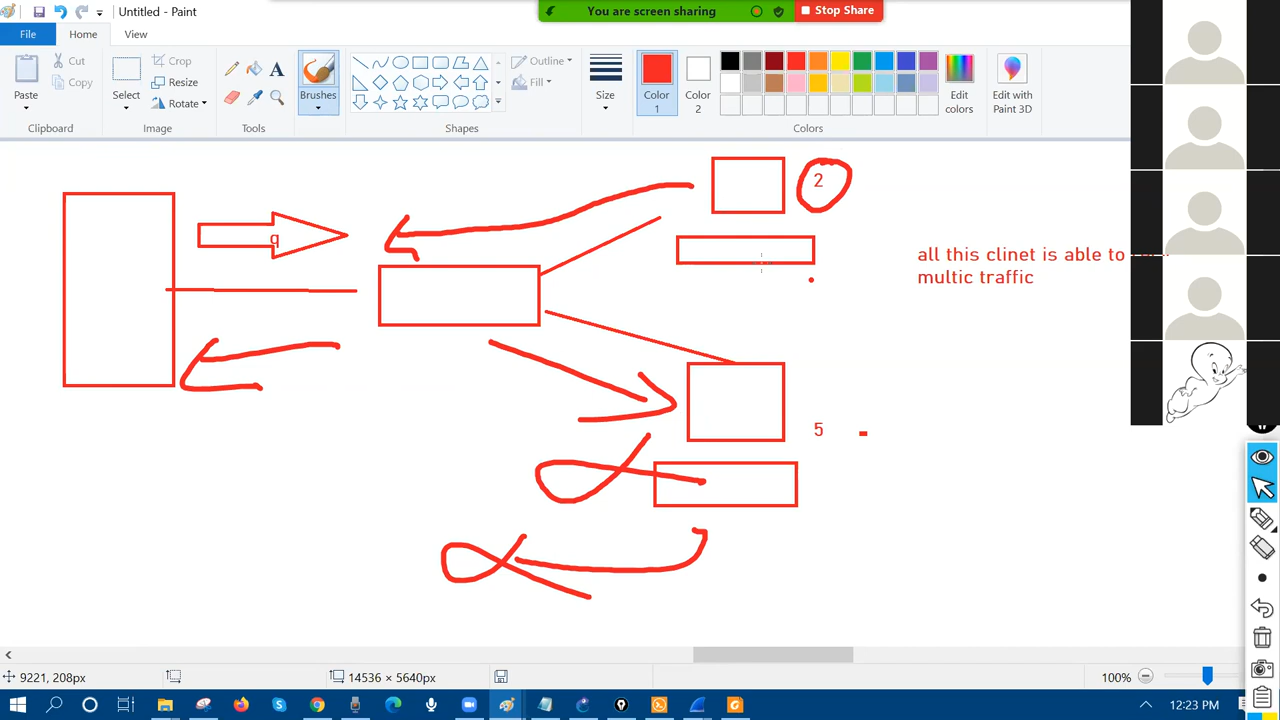 Untitled - Paint
You are screen sharing
Stop Share
File
Home
View
Paste
Cut
Copy
Clipboard
Select
Crop
Resize
Rotate
Image
Tools
Brushes
Shapes
Outline
Fill
Size
Color
1
Color
2
Edit
colors
Edit with
Paint 3D
Colors
2
q
all this clinet is able to
multic traffic
5
9221, 208px
14536 × 5640px
100%
12:23 PM